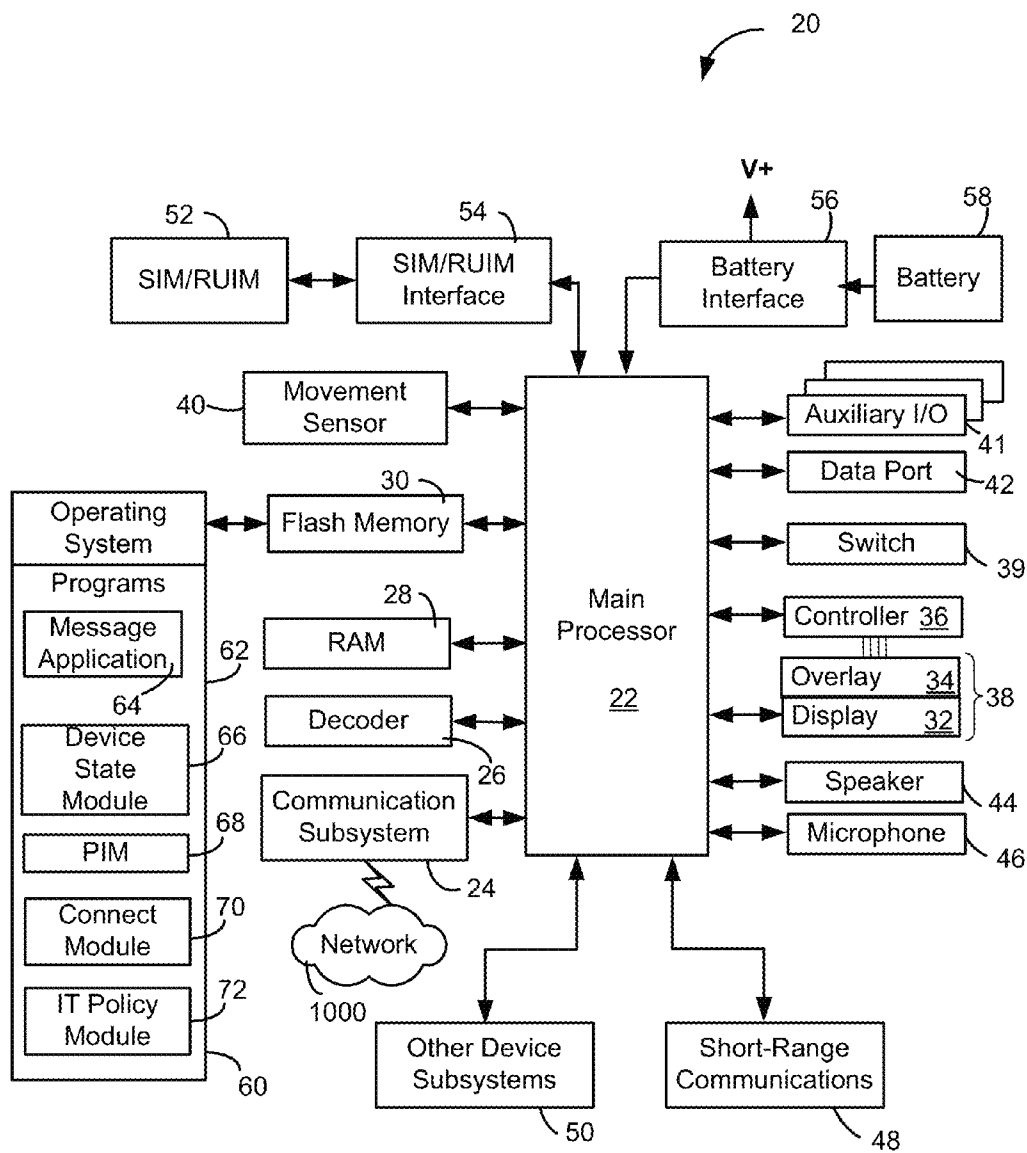 20
V+
52
54
56
58
SIM/RUIM
SIM/RUIM
Interface
Battery
Interface
Battery
40
Movement
Sensor
Auxiliary I/O
41
30
Data Port
42
Operating
System
Flash Memory
Switch
39
Programs
Message
Application
64
62
28
RAM
Main
Processor
22
Controller 36
Overlay 34
Display 32
38
Device
State
Module
66
Decoder
26
Communication
Subsystem
24
Speaker
44
PIM
68
Microphone
46
Connect
Module
70
Network
1000
IT Policy
Module
72
60
Other Device
Subsystems
50
Short-Range
Communications
48